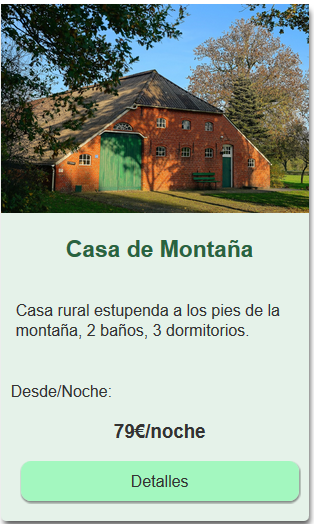 Casa de Montaña
Casa rural estupenda a los pies de la
montaña, 2 baños, 3 dormitorios.
Desde/Noche:
79€/noche
Detalles